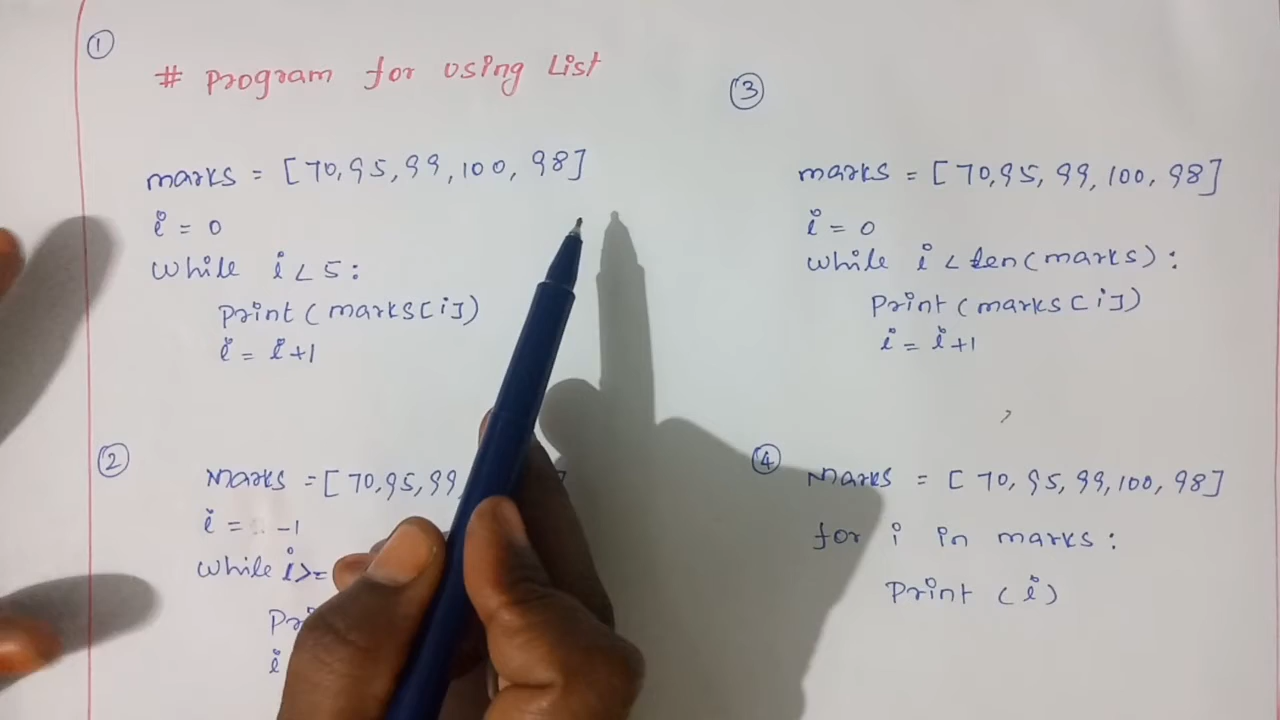 ①
# Program for using List
marks = [70,95,99,100,98]
i = 0
while i < 5:
print(marks[i])
i = i+1
②
marks = [70,95,99,
i = -1
while i>=
i
③
marks = [70,95,99,100,98]
i = 0
while i < len(marks):
print(marks[i])
i = i+1
④
marks = [70,95,99,100,98]
for i in marks:
print(i)